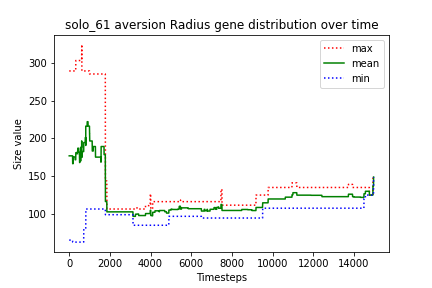 solo_61 aversion Radius gene distribution over time
max
mean
min
Size value
300
250
200
150
100
0 2000 4000 6000 8000 10000 12000 14000
Timesteps